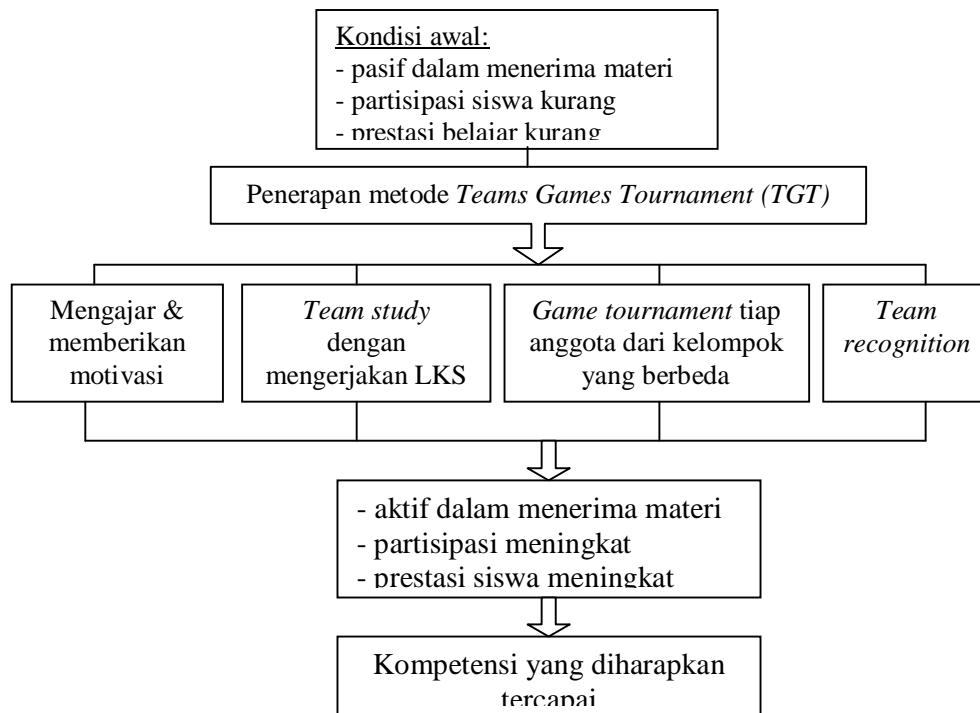 Kondisi awal:
- pasif dalam menerima materi
- partisipasi siswa kurang
- prestasi belajar kurang
Penerapan metode Teams Games Tournament (TGT)
Mengajar &
memberikan
motivasi
Team study
dengan
mengerjakan LKS
Game tournament tiap
anggota dari kelompok
yang berbeda
Team
recognition
- aktif dalam menerima materi
- partisipasi meningkat
- prestasi siswa meningkat
Kompetensi yang diharapkan
tercapai